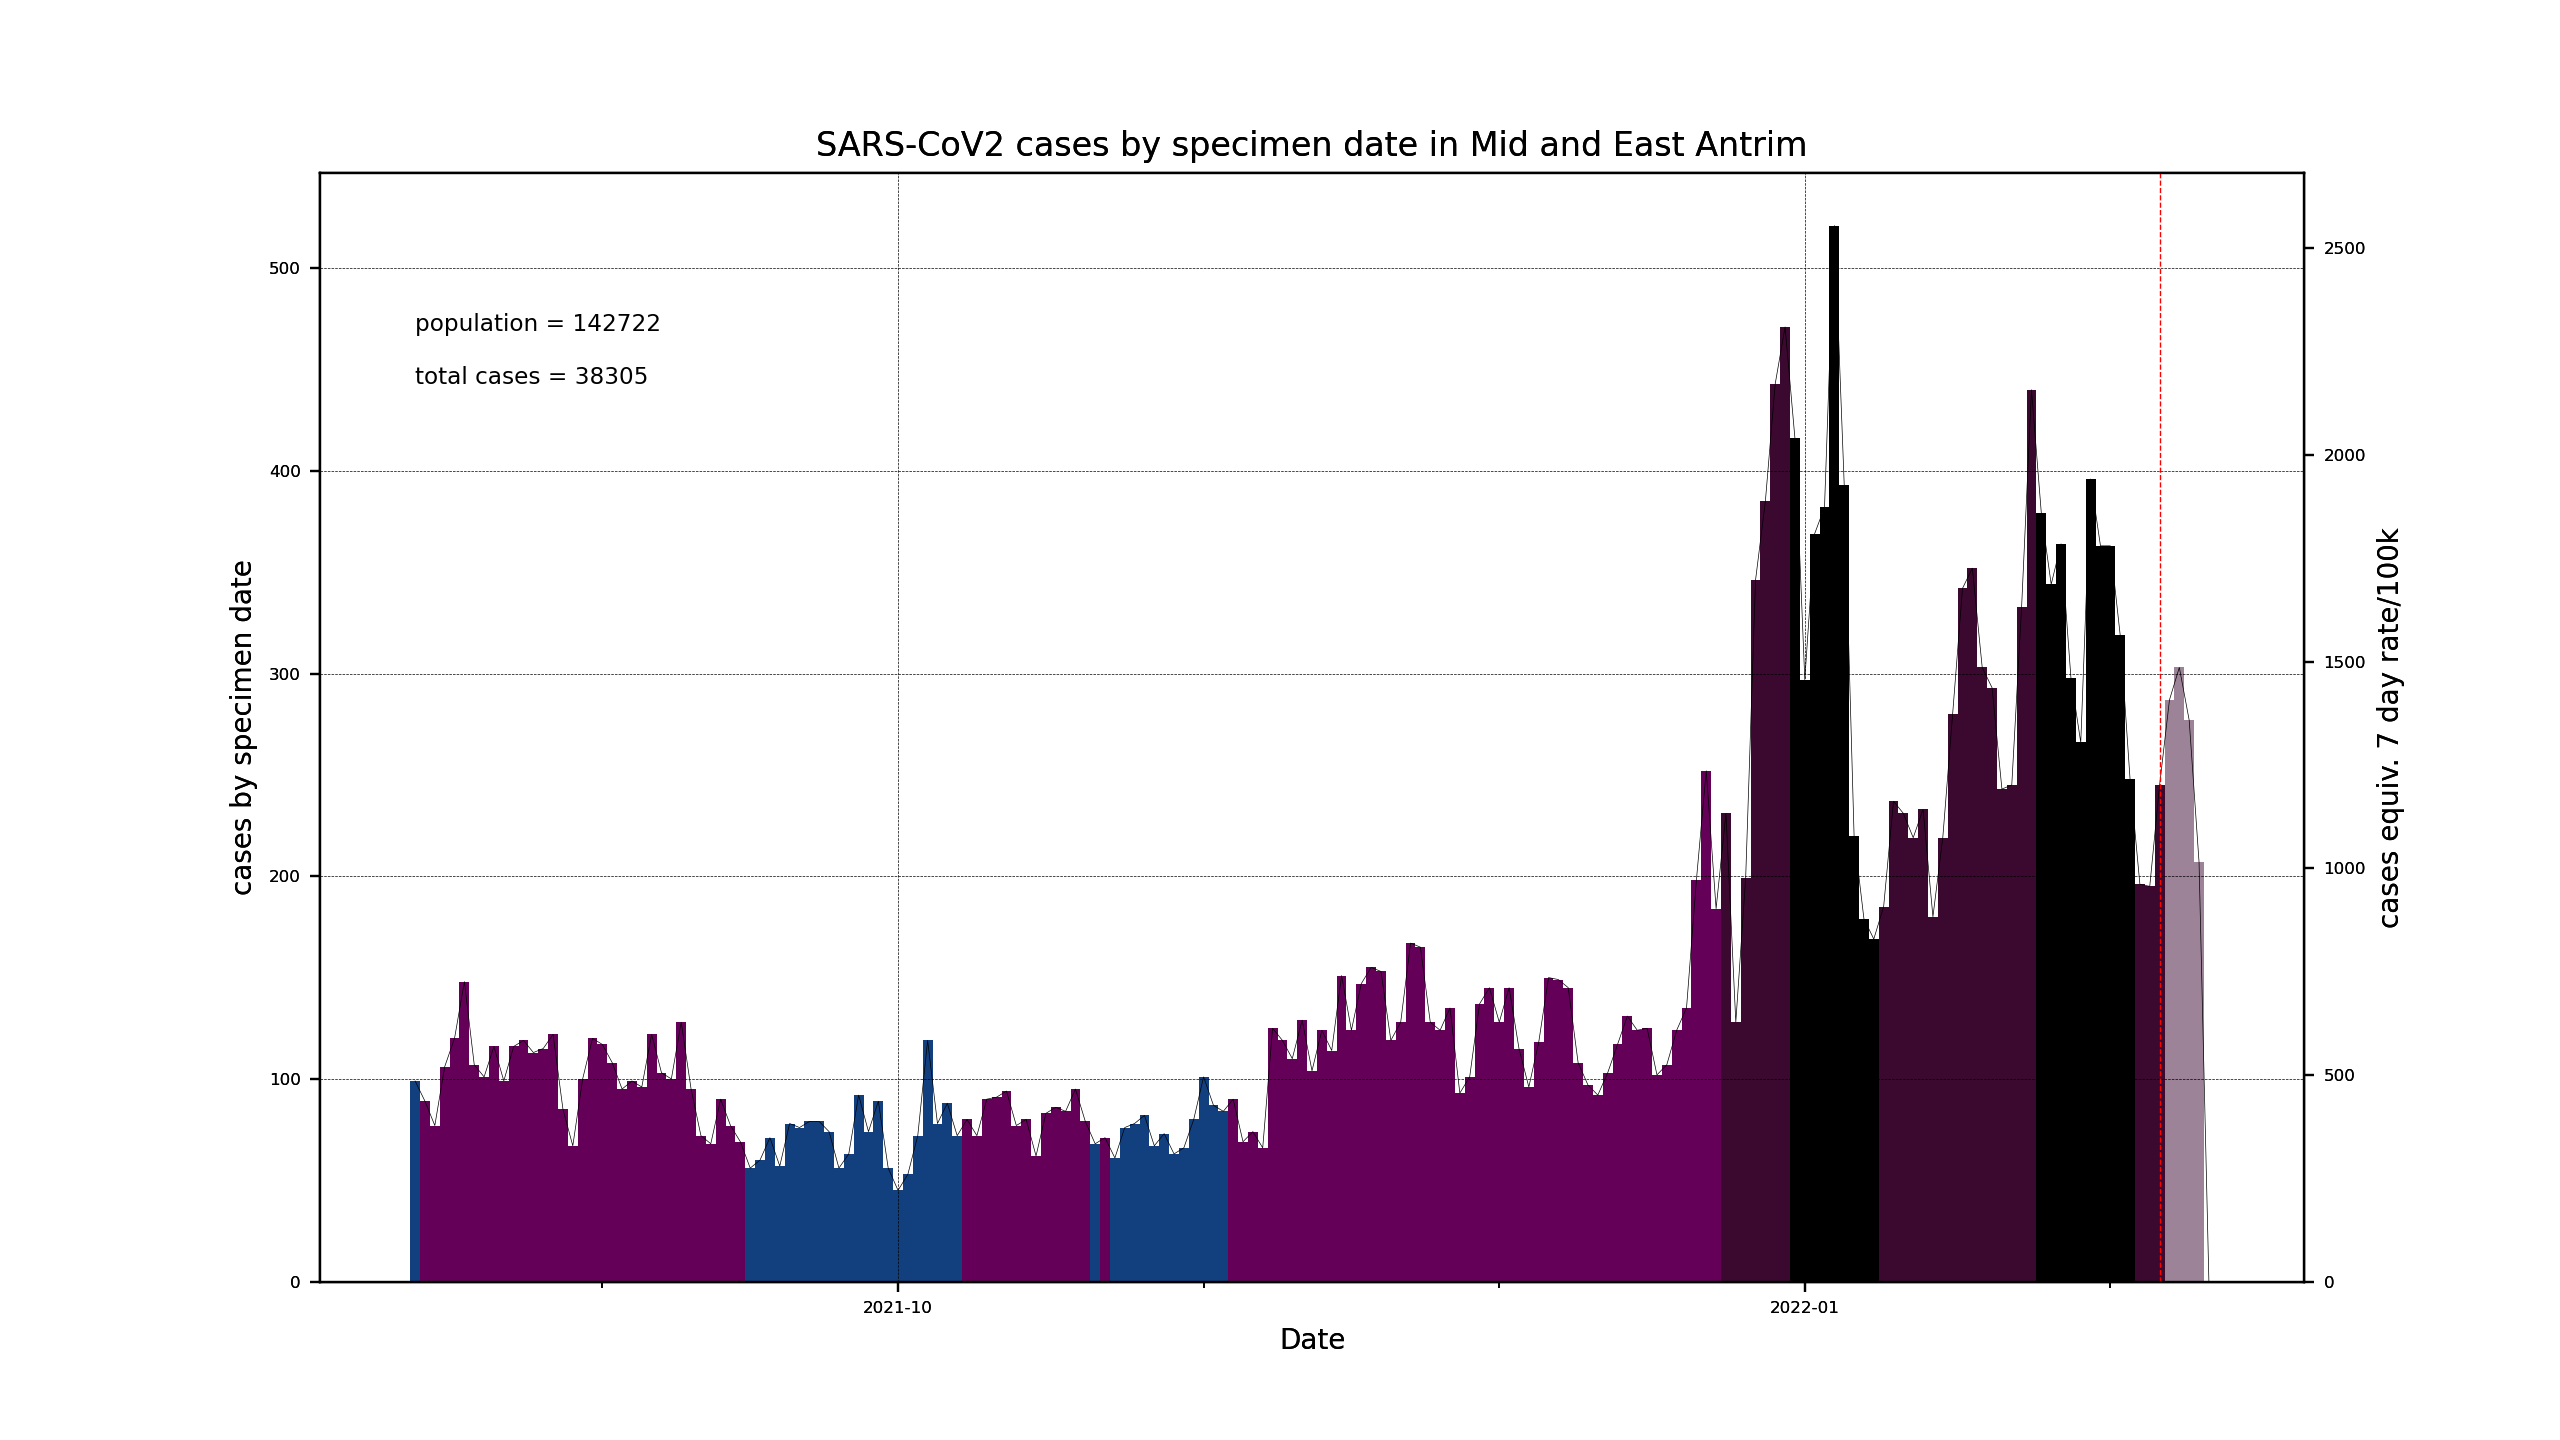 SARS-CoV2 cases by specimen date in Mid and East Antrim
population = 142722
total cases = 38305
cases by specimen date
500
400
300
200
100
0
2500
2000
1500
1000
500
0
cases equiv. 7 day rate/100k
2021-10
2022-01
Date